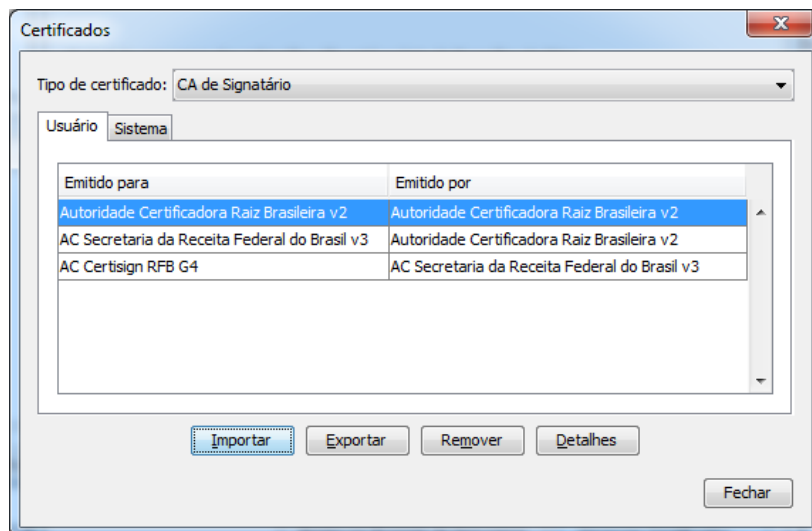 Certificados
Tipo de certificado: CA de Signatário
Usuário Sistema
Emitido para Emitido por
Autoridade Certificadora Raiz Brasileira v2 Autoridade Certificadora Raiz Brasileira v2
AC Secretaria da Receita Federal do Brasil v3 Autoridade Certificadora Raiz Brasileira v2
AC Certisign RFB G4 AC Secretaria da Receita Federal do Brasil v3
Importar Exportar Remover Detalhes
Fechar